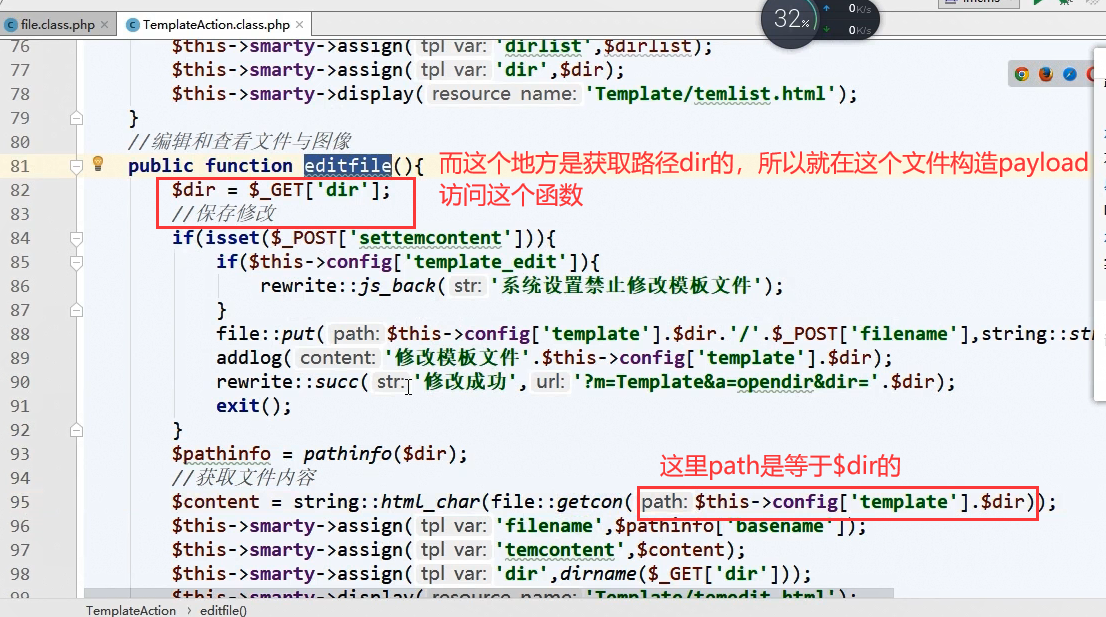 file.class.php
TemplateAction.class.php
32%
0K/s
0K/s
76 $this->smarty->assign( tpl var: 'dirlist',$dirlist);
77 $this->smarty->assign( tpl var: 'dir',$dir);
78 $this->smarty->display( resource name: 'Template/temlist.html');
79 }
80 //编辑和查看文件与图像
81 public function editfile(){
而这个地方是获取路径dir的，所以就在这个文件构造payload
访问这个函数
82 $dir = $_GET['dir'];
83 //保存修改
84 if(isset($_POST['settemcontent'])){
85 if($this->config['template_edit']){
86 rewrite::js_back( str: '系统设置禁止修改模板文件');
87 }
88 file::put( path: $this->config['template'].$dir.'/'.$_POST['filename'],string::
89 addlog( content: '修改模板文件'.$this->config['template'].$dir);
90 rewrite::succ( str: '修改成功', url: '?m=Template&a=opendir&dir='.$dir);
91 exit();
92 }
93 $pathinfo = pathinfo($dir);
这里path是等于$dir的
94 //获取文件内容
95 $content = string::html_char(file::getcon( path: $this->config['template'].$dir));
96 $this->smarty->assign( tpl var: 'filename',$pathinfo['basename']);
97 $this->smarty->assign( tpl var: 'temcontent',$content);
98 $this->smarty->assign( tpl var: 'dir',dirname($_GET['dir']));
99 $this->smarty->display( resource name: 'Template/temedit.html');
TemplateAction › editfile()